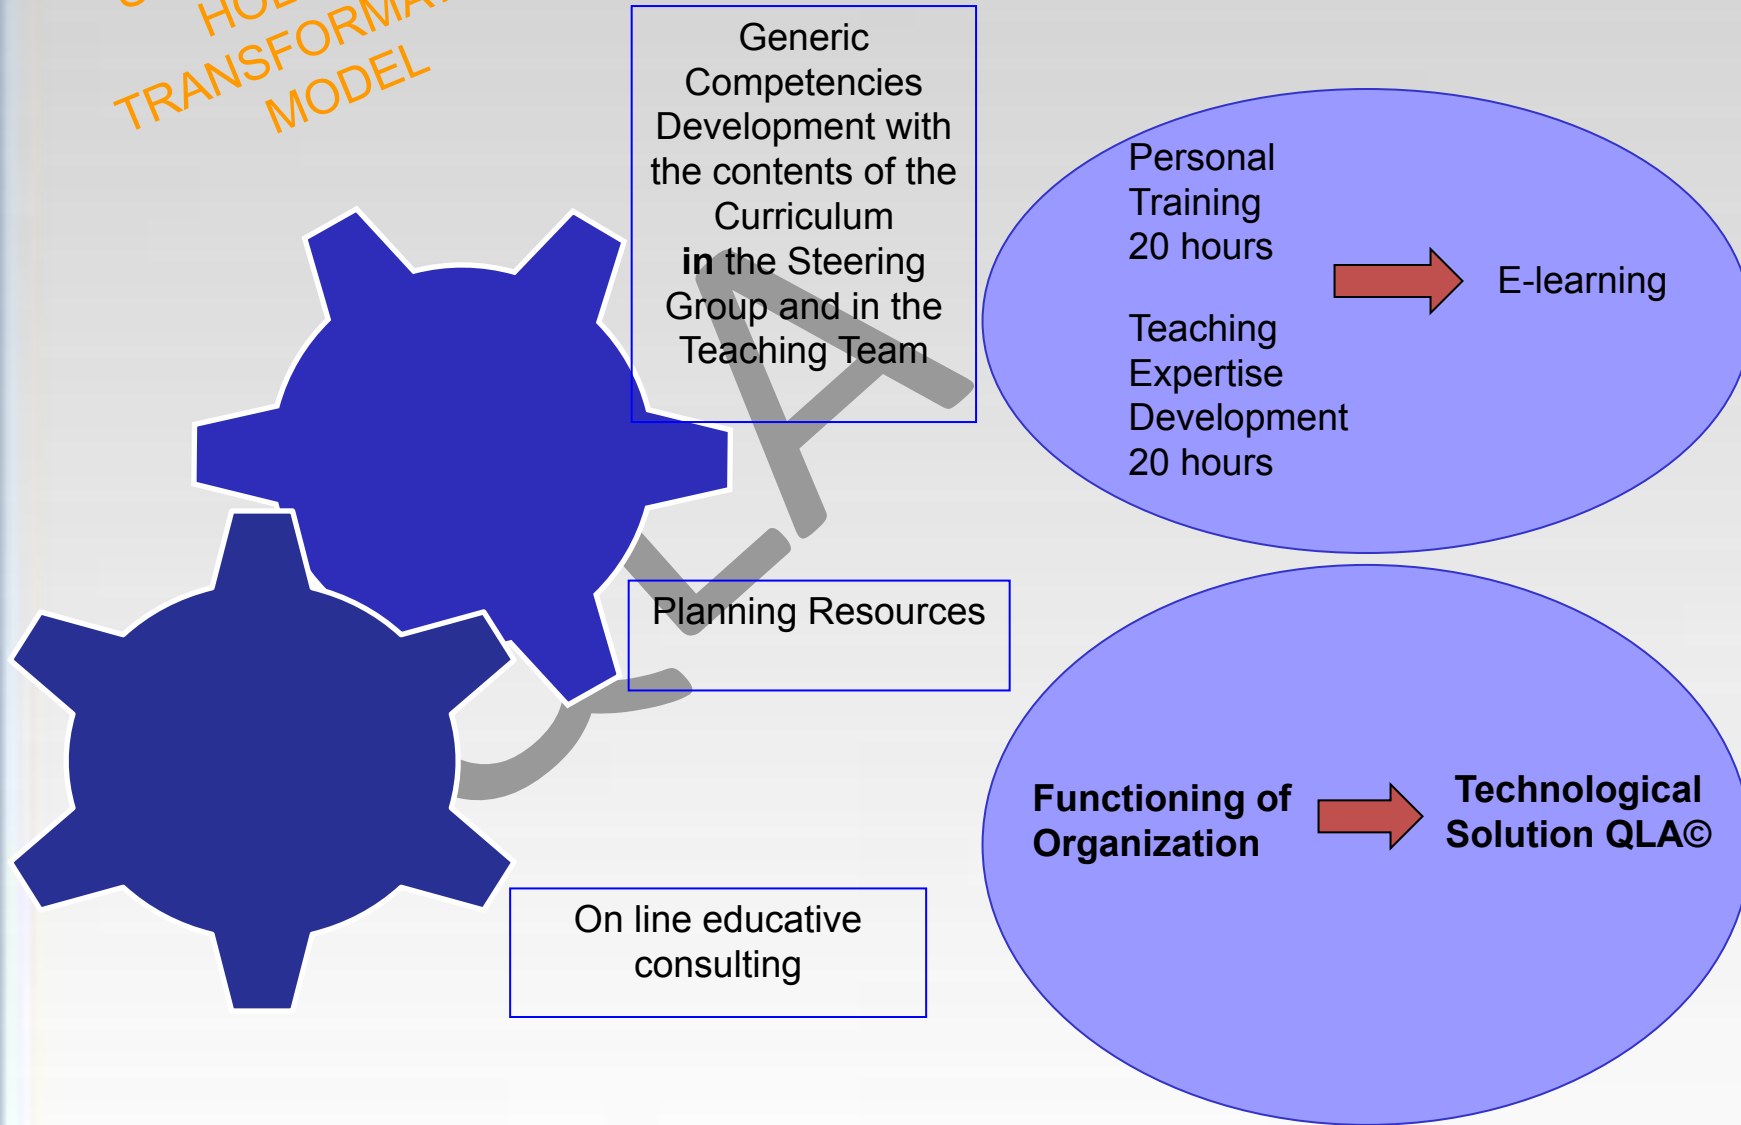 TRANSFORMAT
MODEL
Generic
Competencies
Development with
the contents of the
Curriculum
in the Steering
Group and in the
Teaching Team
Personal
Training
20 hours
E-learning
Teaching
Expertise
Development
20 hours
Planning Resources
Functioning of
Organization
Technological
Solution QLA©
On line educative
consulting